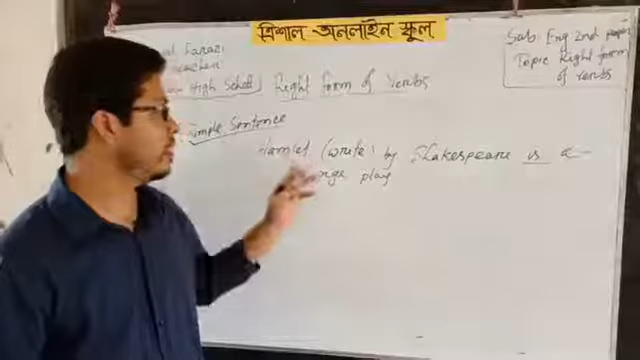 ত্রিশাল অনলাইন স্কুল
Farazi
Teacher
High School
Right form of Verbs
Sub: Eng 2nd paper
Topic Right form
of Verbs
Simple Sentence
Hamlet (write) by Shakespeare is a
play